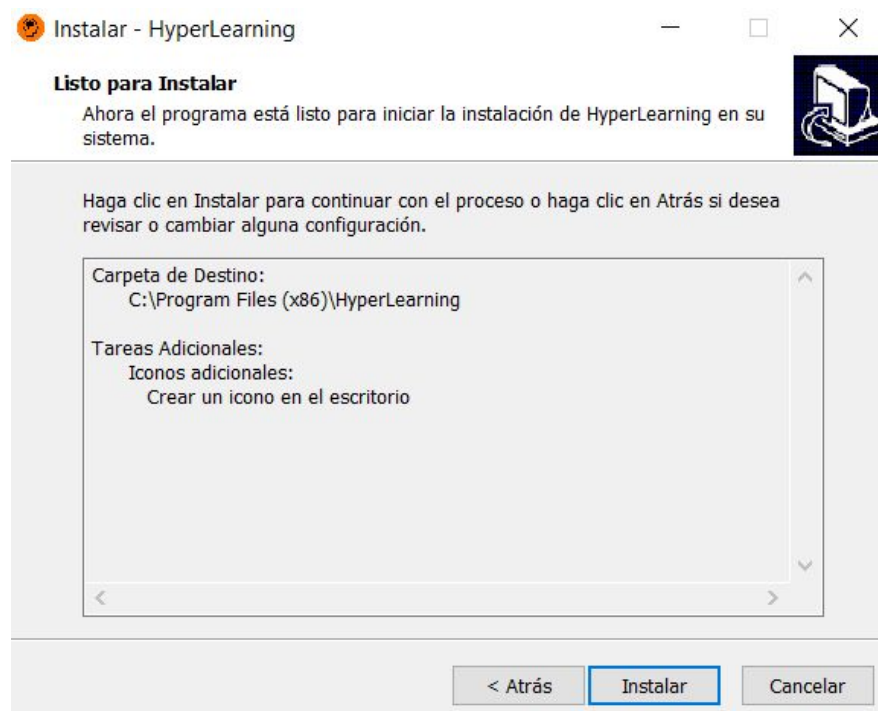 Instalar - HyperLearning
Listo para Instalar
Ahora el programa está listo para iniciar la instalación de HyperLearning en su
sistema.
Haga clic en Instalar para continuar con el proceso o haga clic en Atrás si desea
revisar o cambiar alguna configuración.
Carpeta de Destino:
C:\Program Files (x86)\HyperLearning
Tareas Adicionales:
Iconos adicionales:
Crear un icono en el escritorio
< Atrás
Instalar
Cancelar